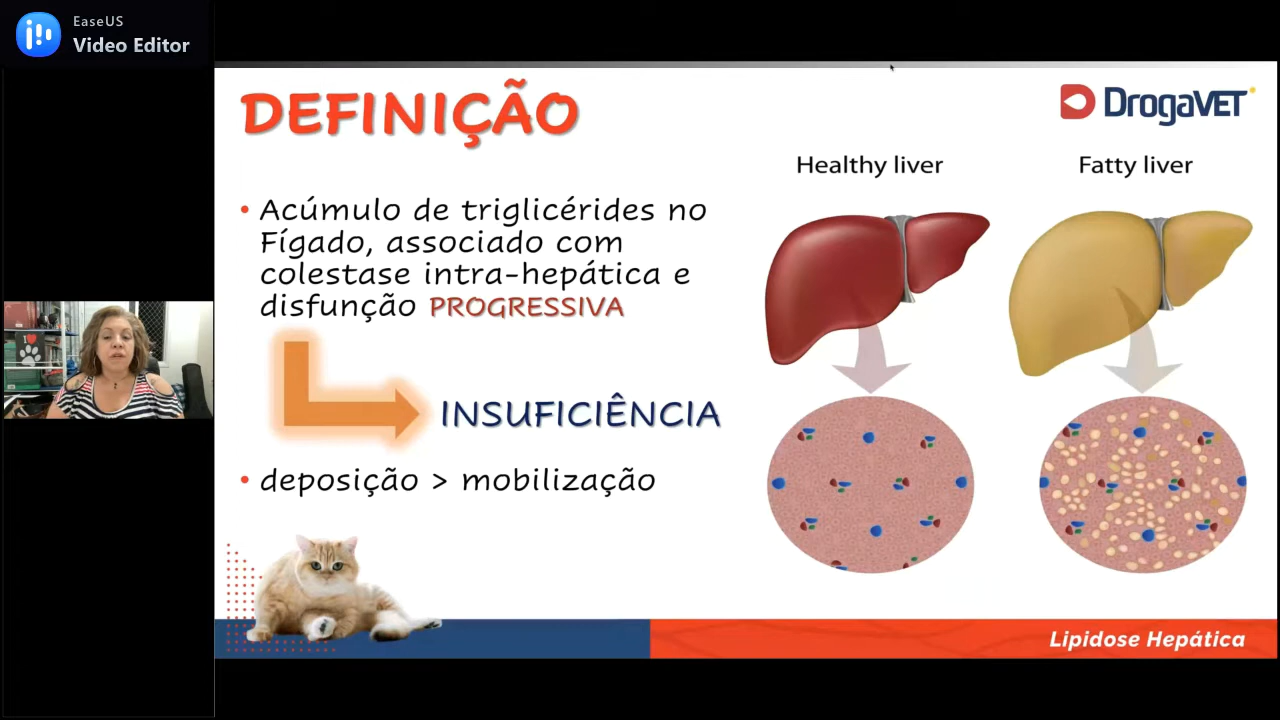 EaseUS
Video Editor
DEFINIÇÃO
DrogaVET
Healthy liver
Fatty liver
• Acúmulo de triglicérides no
Fígado, associado com
colestase intra-hepática e
disfunção PROGRESSIVA
INSUFICIÊNCIA
• deposição > mobilização
Lipidose Hepática